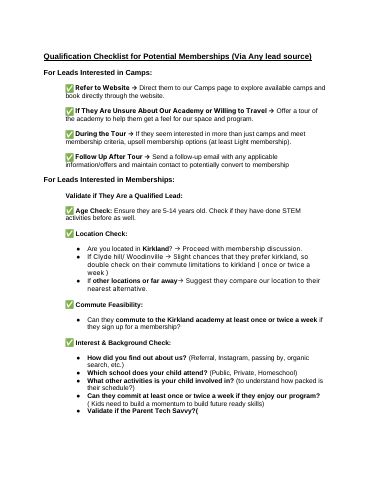 Qualification Checklist for Potential Memberships (Via Any lead source)
For Leads Interested in Camps:
✅ Refer to Website → Direct them to our Camps page to explore available camps and
book directly through the website.
✅ If They Are Unsure About Our Academy or Willing to Travel → Offer a tour of
the academy to help them get a feel for our space and program.
✅ During the Tour → If they seem interested in more than just camps and meet
membership criteria, upsell membership options (at least Light membership).
✅ Follow Up After Tour → Send a follow-up email with any applicable
information/offers and maintain contact to potentially convert to membership
For Leads Interested in Memberships:
Validate if They Are a Qualified Lead:
✅ Age Check: Ensure they are 5-14 years old. Check if they have done STEM
activities before as well.
✅ Location Check:
● Are you located in Kirkland? → Proceed with membership discussion.
● If Clyde hill/ Woodinville → Slight chances that they prefer kirkland, so
double check on their commute limitations to kirkland ( once or twice a
week )
● If other locations or far away→ Suggest they compare our location to their
nearest alternative.
✅ Commute Feasibility:
● Can they commute to the Kirkland academy at least once or twice a week if
they sign up for a membership?
✅ Interest & Background Check:
● How did you find out about us? (Referral, Instagram, passing by, organic
search, etc.)
● Which school does your child attend? (Public, Private, Homeschool)
● What other activities is your child involved in? (to understand how packed is
their schedule?)
● Can they commit at least once or twice a week if they enjoy our program?
( Kids need to build a momentum to build future ready skills)
● Validate if the Parent Tech Savvy?(